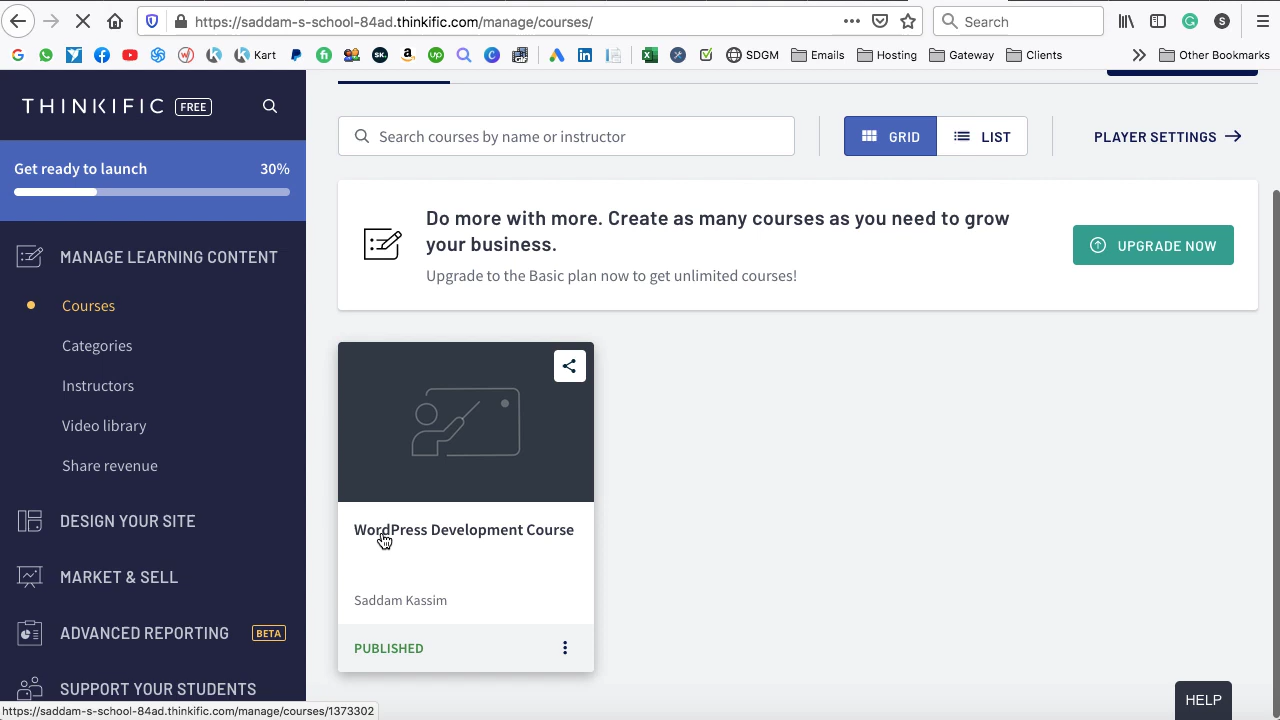 https://saddam-s-school-84ad.thinkific.com/manage/courses/
Search
Kart
SDGM
Emails
Hosting
Gateway
Clients
Other Bookmarks
THINKIFIC FREE
Get ready to launch 30%
MANAGE LEARNING CONTENT
Courses
Categories
Instructors
Video library
Share revenue
DESIGN YOUR SITE
MARKET & SELL
ADVANCED REPORTING BETA
SUPPORT YOUR STUDENTS
https://saddam-s-school-84ad.thinkific.com/manage/courses/1373302
Search courses by name or instructor
GRID
LIST
PLAYER SETTINGS
Do more with more. Create as many courses as you need to grow
your business.
Upgrade to the Basic plan now to get unlimited courses!
UPGRADE NOW
WordPress Development Course
Saddam Kassim
PUBLISHED
HELP